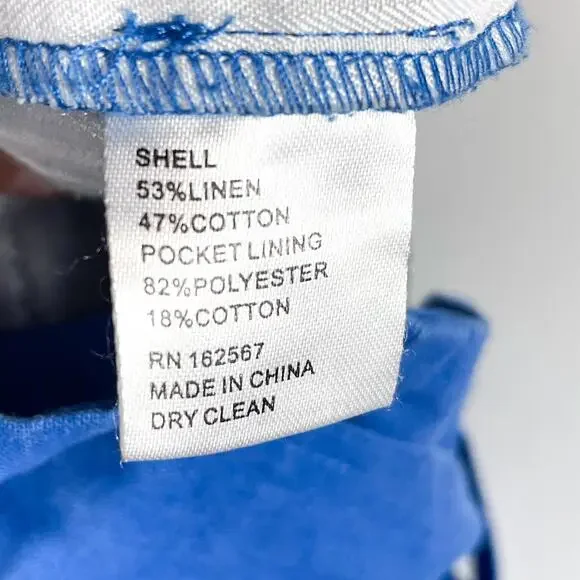 SHELL
53%LINEN
47%COTTON
POCKET LINING
82%POLYESTER
18%COTTON
RN 162567
MADE IN CHINA
DRY CLEAN